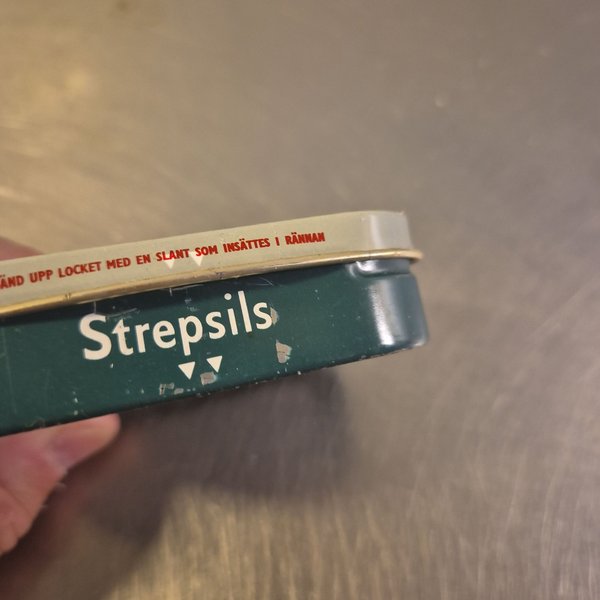 ÄND UPP LOCKET MED EN SLANT SOM INSÄTTES I RÄNNAN
Strepsils